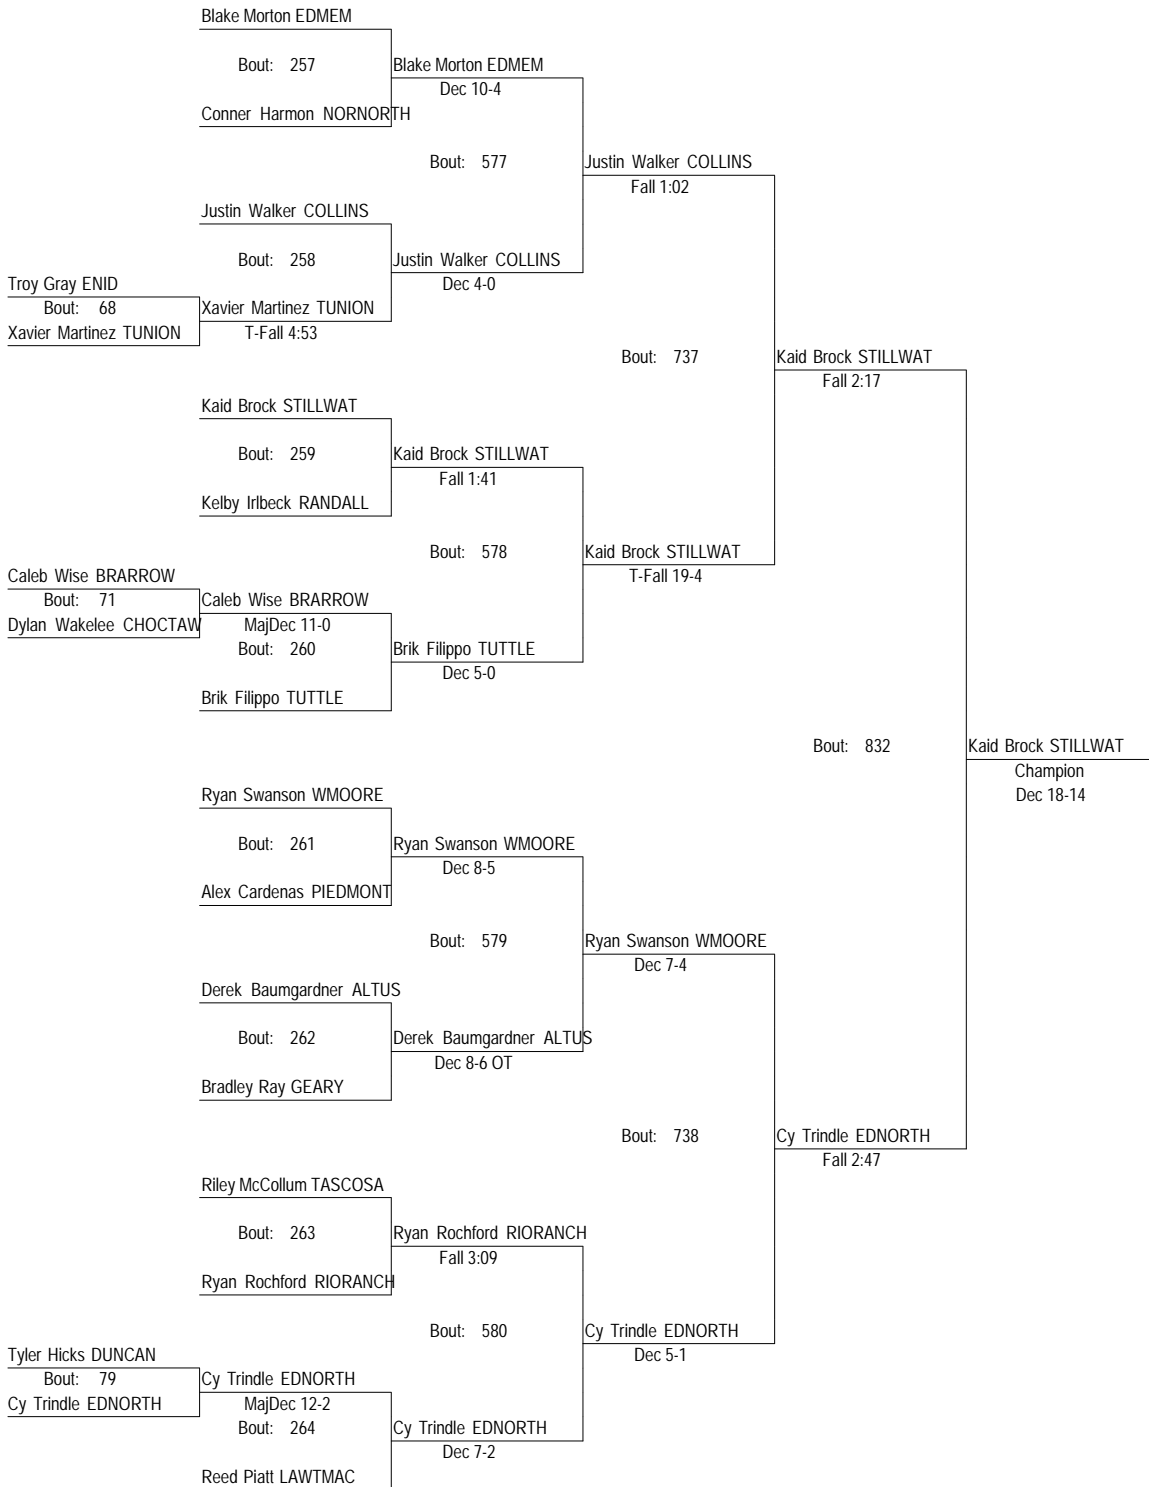 Blake Morton EDMEM
Bout: 257
Blake Morton EDMEM
Dec 10-4
Conner Harmon NORNORTH
Bout: 577
Justin Walker COLLINS
Fall 1:02
Justin Walker COLLINS
Bout: 258
Justin Walker COLLINS
Dec 4-0
Troy Gray ENID
Bout: 68
Xavier Martinez TUNION
Xavier Martinez TUNION
T-Fall 4:53
Bout: 737
Kaid Brock STILLWAT
Fall 2:17
Kaid Brock STILLWAT
Bout: 259
Kaid Brock STILLWAT
Fall 1:41
Kelby Irlbeck RANDALL
Bout: 578
Kaid Brock STILLWAT
T-Fall 19-4
Caleb Wise BRARROW
Bout: 71
Caleb Wise BRARROW
Dylan Wakelee CHOCTAW
MajDec 11-0
Bout: 260
Brik Filippo TUTTLE
Dec 5-0
Brik Filippo TUTTLE
Bout: 832
Kaid Brock STILLWAT
Champion
Dec 18-14
Ryan Swanson WMOORE
Bout: 261
Ryan Swanson WMOORE
Dec 8-5
Alex Cardenas PIEDMONT
Bout: 579
Ryan Swanson WMOORE
Dec 7-4
Derek Baumgardner ALTUS
Bout: 262
Derek Baumgardner ALTUS
Dec 8-6 OT
Bradley Ray GEARY
Bout: 738
Cy Trindle EDNORTH
Fall 2:47
Riley McCollum TASCOSA
Bout: 263
Ryan Rochford RIORANCH
Fall 3:09
Ryan Rochford RIORANCH
Bout: 580
Cy Trindle EDNORTH
Dec 5-1
Tyler Hicks DUNCAN
Bout: 79
Cy Trindle EDNORTH
Cy Trindle EDNORTH
MajDec 12-2
Bout: 264
Cy Trindle EDNORTH
Dec 7-2
Reed Piatt LAWTMAC